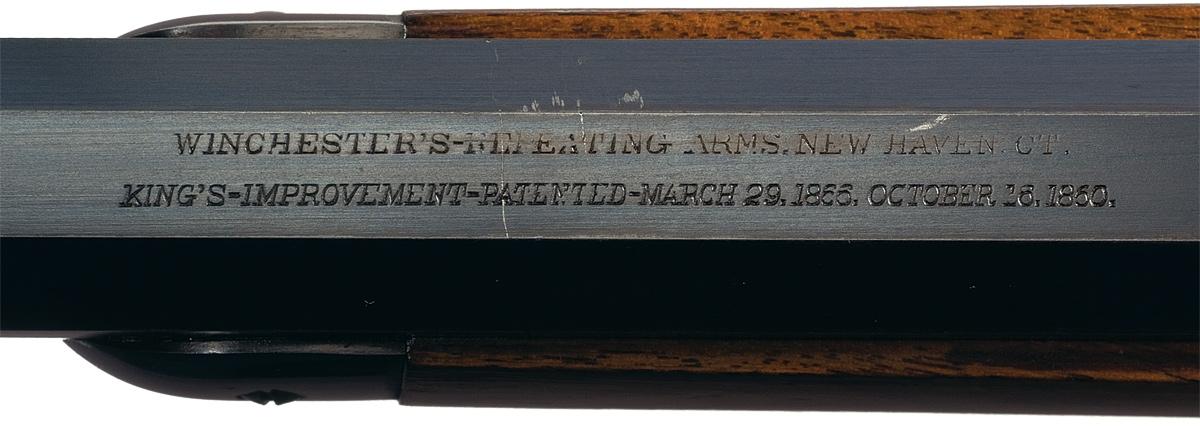 WINCHESTER'S-REPEATING ARMS. NEW HAVEN. CT.
KING'S-IMPROVEMENT-PATENTED-MARCH 29. 1866. OCTOBER 16. 1860.